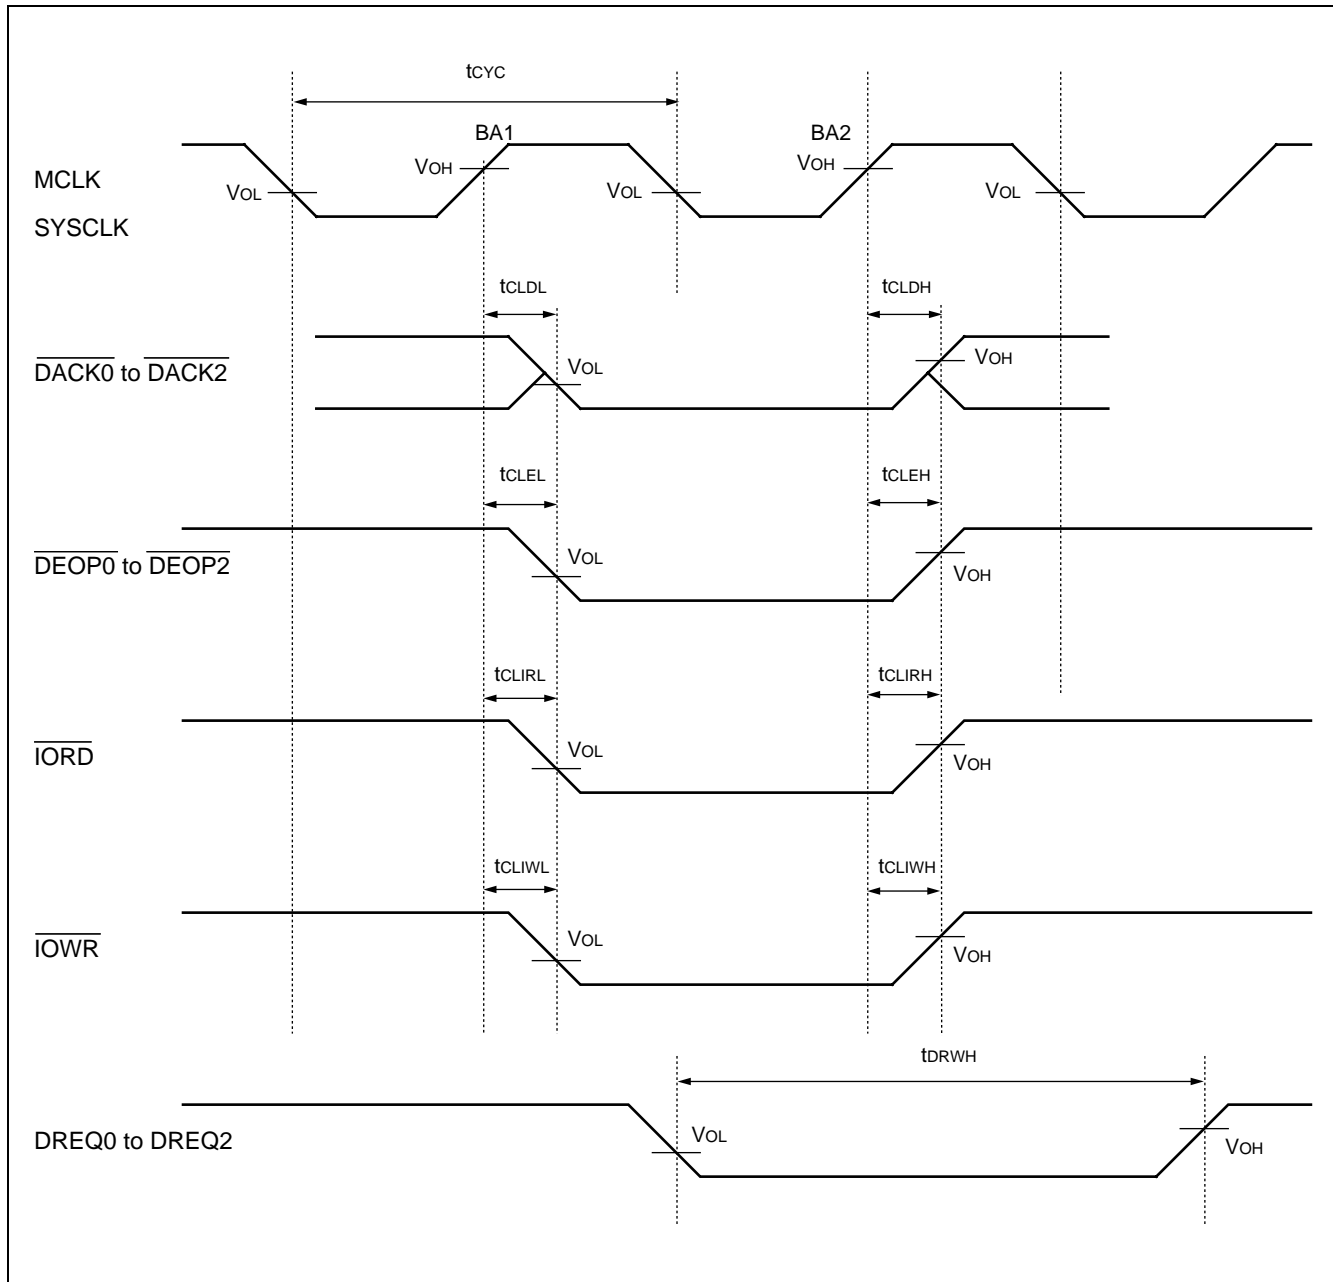 tCYC
BA1
BA2
VOH
VOH
MCLK
VOL
VOL
VOL
SYSCLK
tCLDL
tCLDH
DACK0 to DACK2
VOL
VOH
tCLEL
tCLEH
DEOP0 to DEOP2
VOL
VOH
tCLIRL
tCLIRH
IORD
VOL
VOH
tCLIWL
tCLIWH
IOWR
VOL
VOH
tDRWH
DREQ0 to DREQ2
VOL
VOH